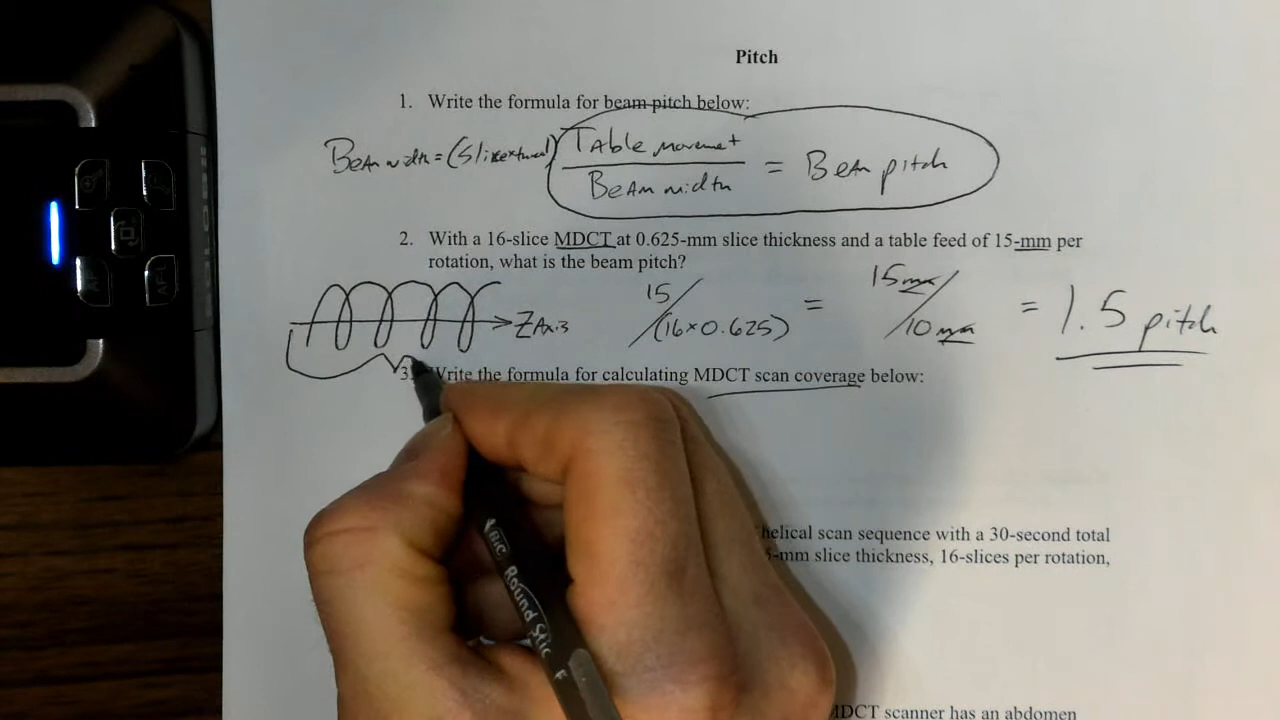 Pitch
1. Write the formula for beam pitch below:
Beam width = ( ) Table movement / Beam width = Beam pitch
2. With a 16-slice MDCT at 0.625-mm slice thickness and a table feed of 15-mm per
rotation, what is the beam pitch?
Z Axis 15 / (16×0.625) = 15mm / 10mm = 1.5 pitch
3. Write the formula for calculating MDCT scan coverage below:
helical scan sequence with a 30-second total
-mm slice thickness, 16-slices per rotation,
MDCT scanner has an abdomen
BIC Round Stic F